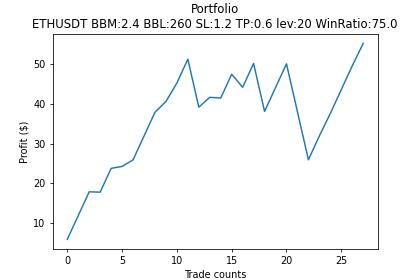 Portfolio
ETHUSDT BBM:2.4 BBL:260 SL:1.2 TP:0.6 lev:20 WinRatio:75.0
50
40
30
20
10
Profit ($)
0 5 10 15 20 25
Trade counts